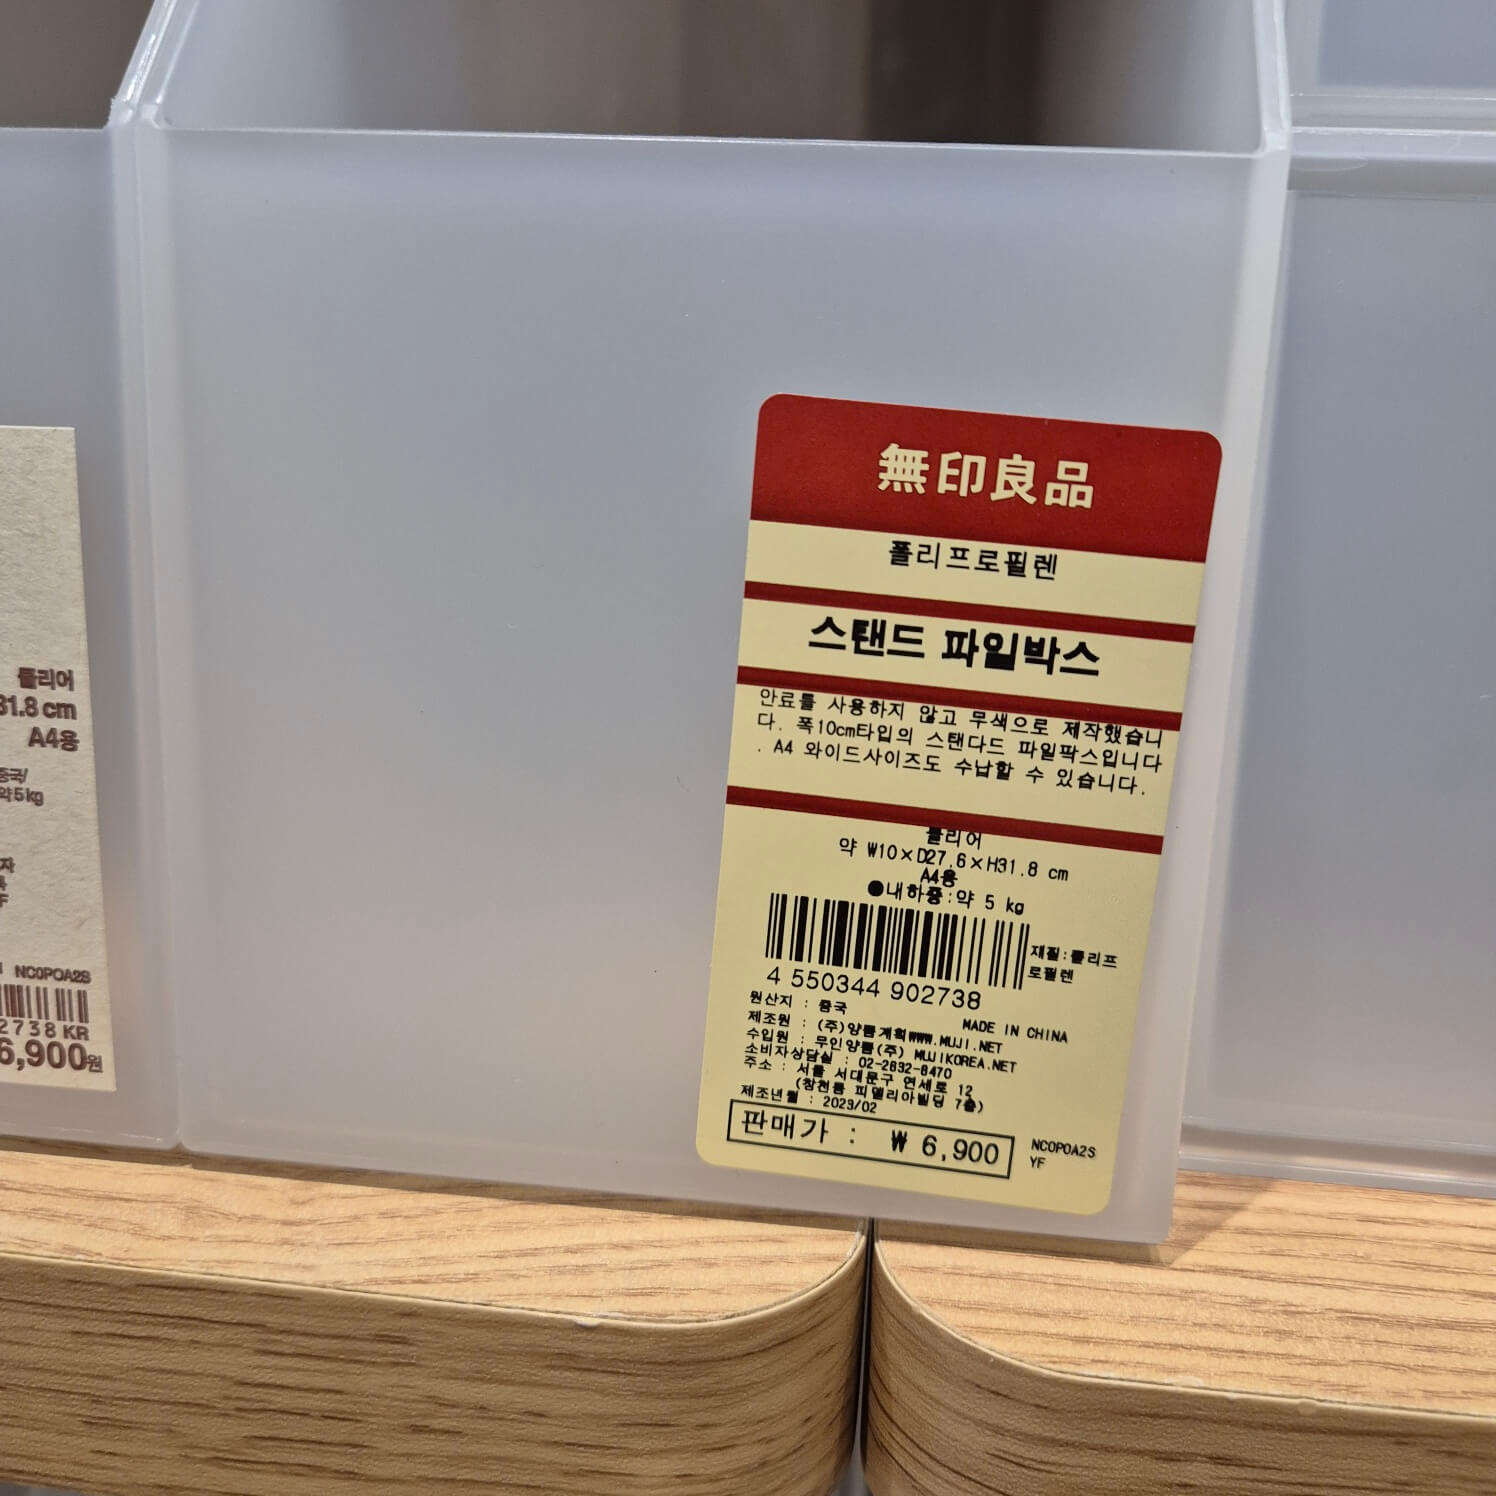 無印良品
폴리프로필렌
스탠드 파일박스
안료를 사용하지 않고 무색으로 제작했습니
다. 폭10cm타입의 스탠다드 파일팍스입니다
. A4 와이드사이즈도 수납할 수 있습니다.
클리어
약 W10×D27.6×H31.8 cm
A4용
●내하중:약 5 kg
재질:폴리프
로필렌
4 550344 902738
원산지 : 중국
MADE IN CHINA
제조원 : (주)양품계획www.MUJI.NET
수입원 : 무인양품(주) MUJIKOREA.NET
소비자상담실 : 02-2632-8470
주소 : 서울 서대문구 연세로 12
(창천동 피델리아빌딩 7층)
제조년월 : 2023/02
판매가 : ₩ 6,900
NC0P0A2S
YF
클리어
31.8 cm
A4용
중국/
약5kg
자
NC0POA2S
2738 KR
6,900원